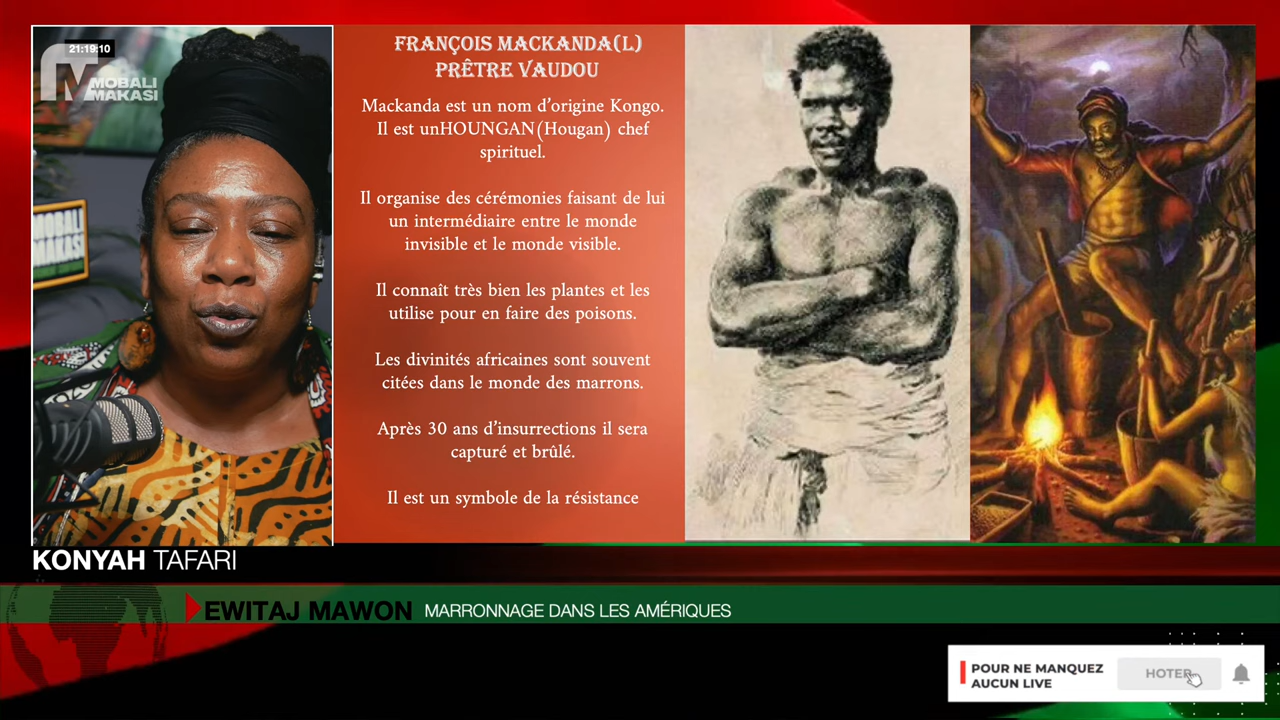 21:19:10
MOBALI
MAKASI
MOBALI
MAKASI
FRANÇOIS MACKANDA(L)
PRÊTRE VAUDOU
Mackanda est un nom d'origine Kongo.
Il est unHOUNGAN(Hougan) chef
spirituel.
Il organise des cérémonies faisant de lui
un intermédiaire entre le monde
invisible et le monde visible.
Il connaît très bien les plantes et les
utilise pour en faire des poisons.
Les divinités africaines sont souvent
citées dans le monde des marrons.
Après 30 ans d'insurrections il sera
capturé et brûlé.
Il est un symbole de la résistance
KONYAH TAFARI
EWITAJ MAWON MARRONNAGE DANS LES AMÉRIQUES
POUR NE MANQUEZ
AUCUN LIVE
HOTER